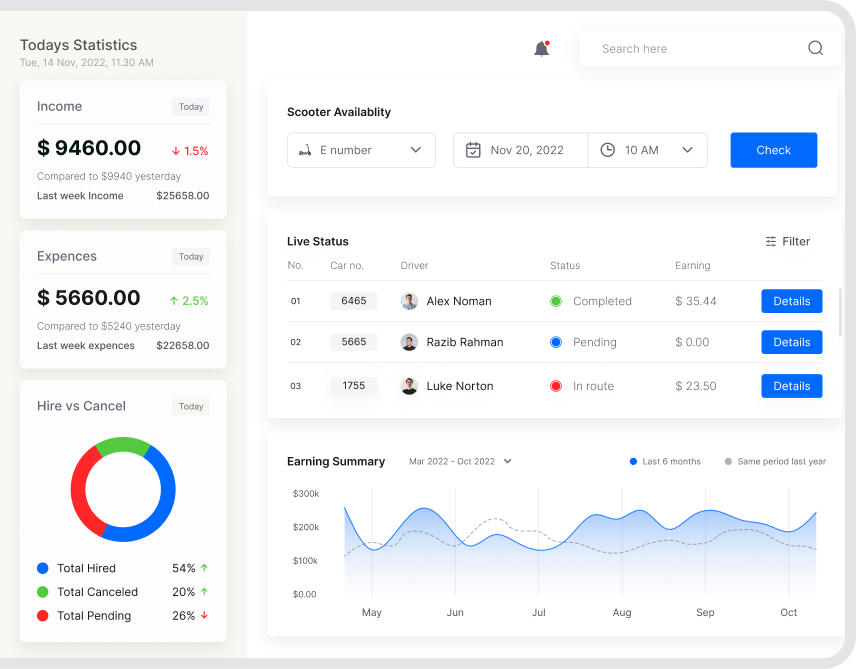 Todays Statistics
Tue, 14 Nov, 2022, 11.30 AM
Income Today
$ 9460.00 ↓ 1.5%
Compared to $9940 yesterday
Last week Income $25658.00
Expences Today
$ 5660.00 ↑ 2.5%
Compared to $5240 yesterday
Last week expences $22658.00
Hire vs Cancel Today
Total Hired 54% ↑
Total Canceled 20% ↑
Total Pending 26% ↓
Search here
Scooter Availablity
E number Nov 20, 2022 10 AM Check
Live Status Filter
No. Car no. Driver Status Earning
01 6465 Alex Noman Completed $ 35.44 Details
02 5665 Razib Rahman Pending $ 0.00 Details
03 1755 Luke Norton In route $ 23.50 Details
Earning Summary Mar 2022 - Oct 2022 Last 6 months Same period last year
$300k
$200k
$100k
$0.00
May Jun Jul Aug Sep Oct